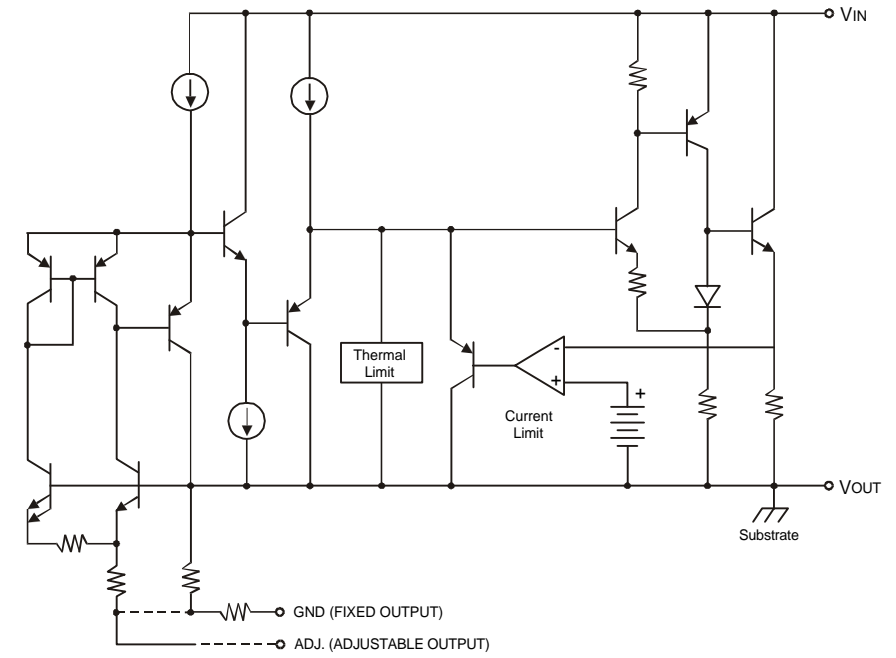 VIN
Thermal
Limit
-
+
Current
Limit
+
VOUT
Substrate
GND (FIXED OUTPUT)
ADJ. (ADJUSTABLE OUTPUT)